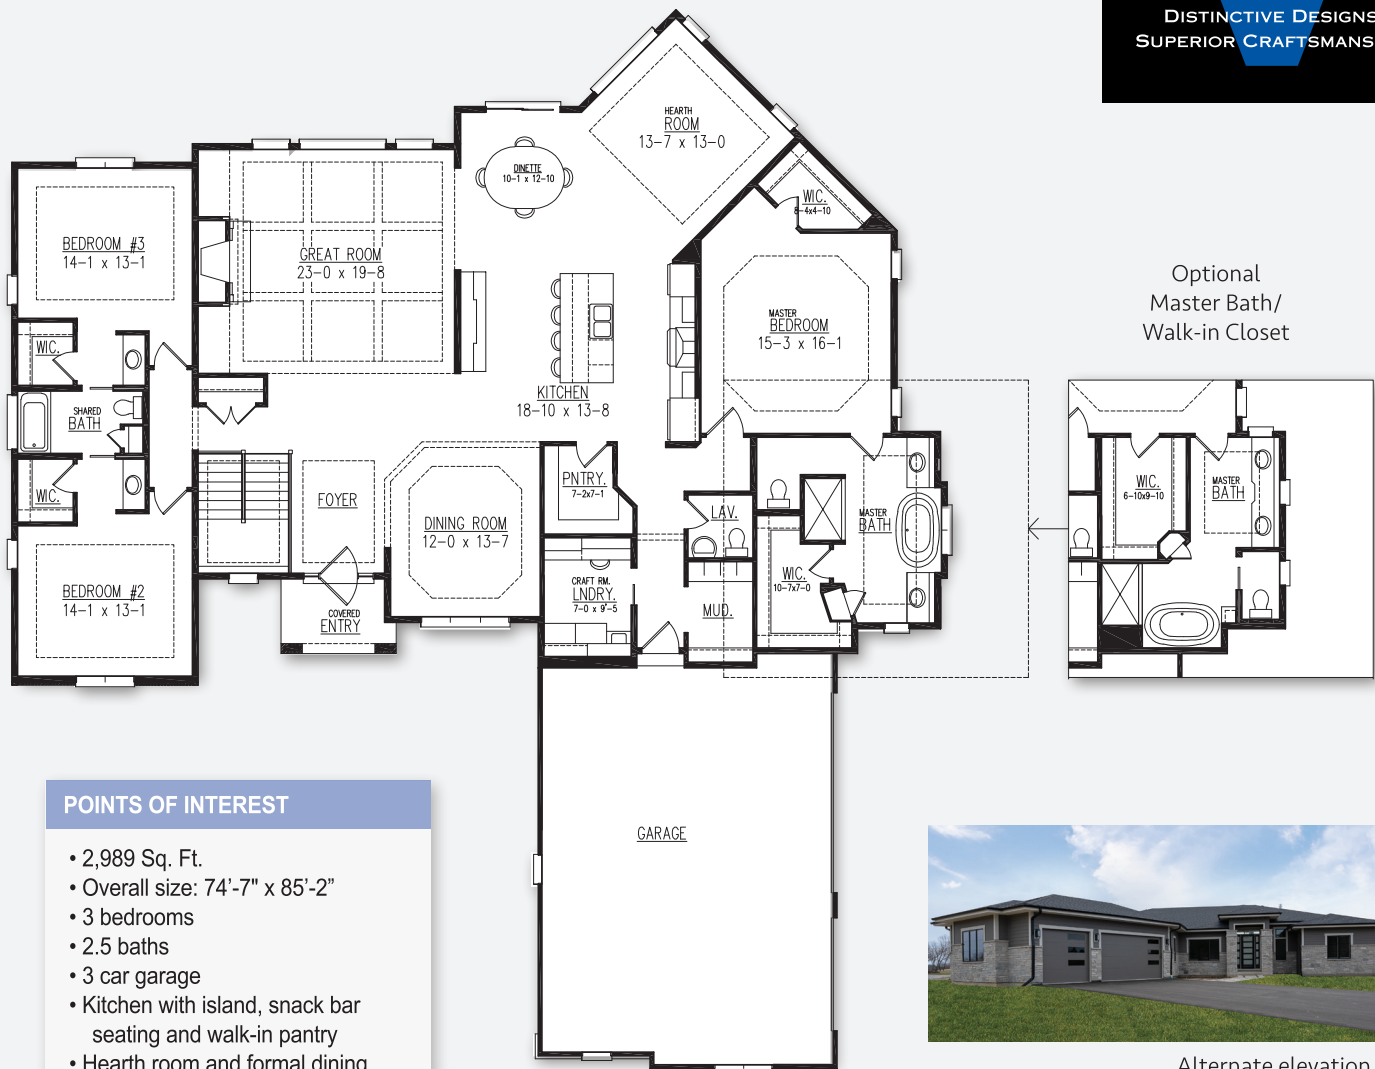 DISTINCTIVE DESIGNS
SUPERIOR
HEARTH
ROOM
13-7 x 13-0
DINETTE
10-1 x 12-10
WIC.
8-4x4-10
BEDROOM #3
14-1 x 13-1
GREAT ROOM
23-0 x 19-8
MASTER
BEDROOM
15-3 x 16-1
Optional
Master Bath/
Walk-in Closet
WIC.
KITCHEN
18-10 x 13-8
SHARED
BATH
WIC.
FOYER
DINING ROOM
12-0 x 13-7
PNTRY.
7-2x7-1
LAV.
MASTER
BATH
WIC.
6-10x9-10
MASTER
BATH
BEDROOM #2
14-1 x 13-1
COVERED
ENTRY
CRAFT RM.
LNDRY.
7-0 x 9'-5
MUD.
WIC.
10-7x7-0
GARAGE
POINTS OF INTEREST
• 2,989 Sq. Ft.
• Overall size: 74'-7" x 85'-2”
• 3 bedrooms
• 2.5 baths
• 3 car garage
• Kitchen with island, snack bar
seating and walk-in pantry
• Hearth room and formal dining
Alternate elevation